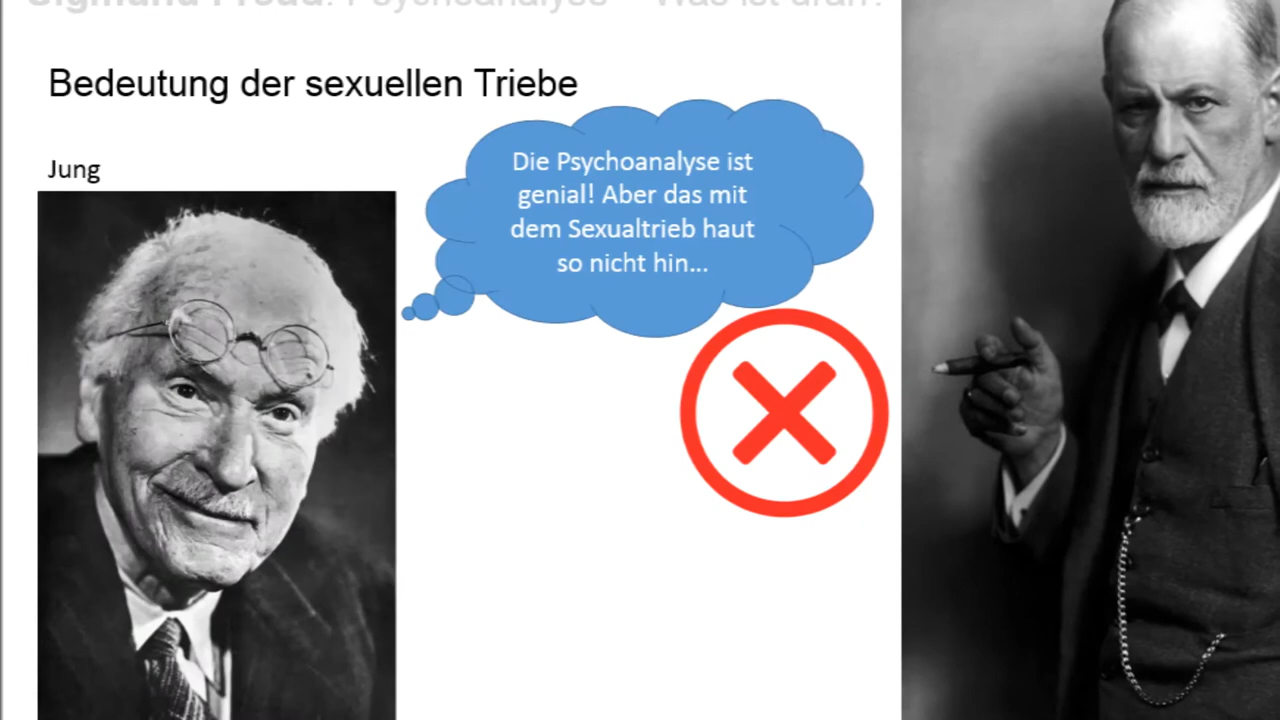 Sigmund Freud: Psychoanalyse – Was ist dran?
Bedeutung der sexuellen Triebe
Jung
Die Psychoanalyse ist
genial! Aber das mit
dem Sexualtrieb haut
so nicht hin...